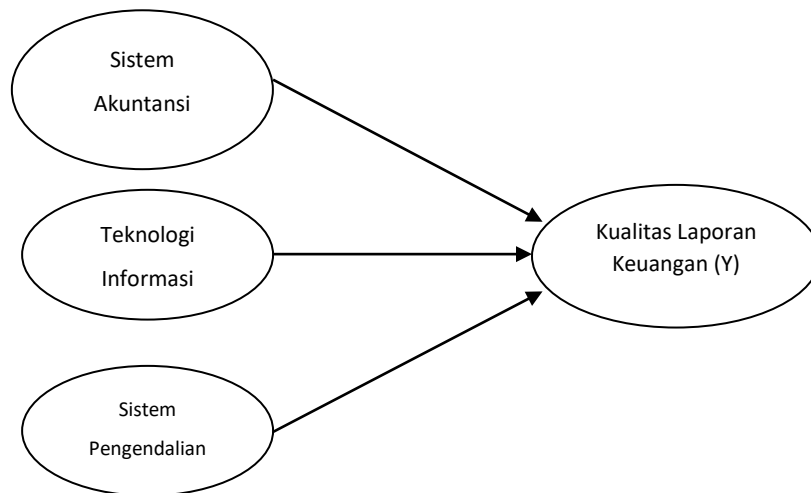 Sistem
Akuntansi
Teknologi
Informasi
Kualitas Laporan
Keuangan (Y)
Sistem
Pengendalian